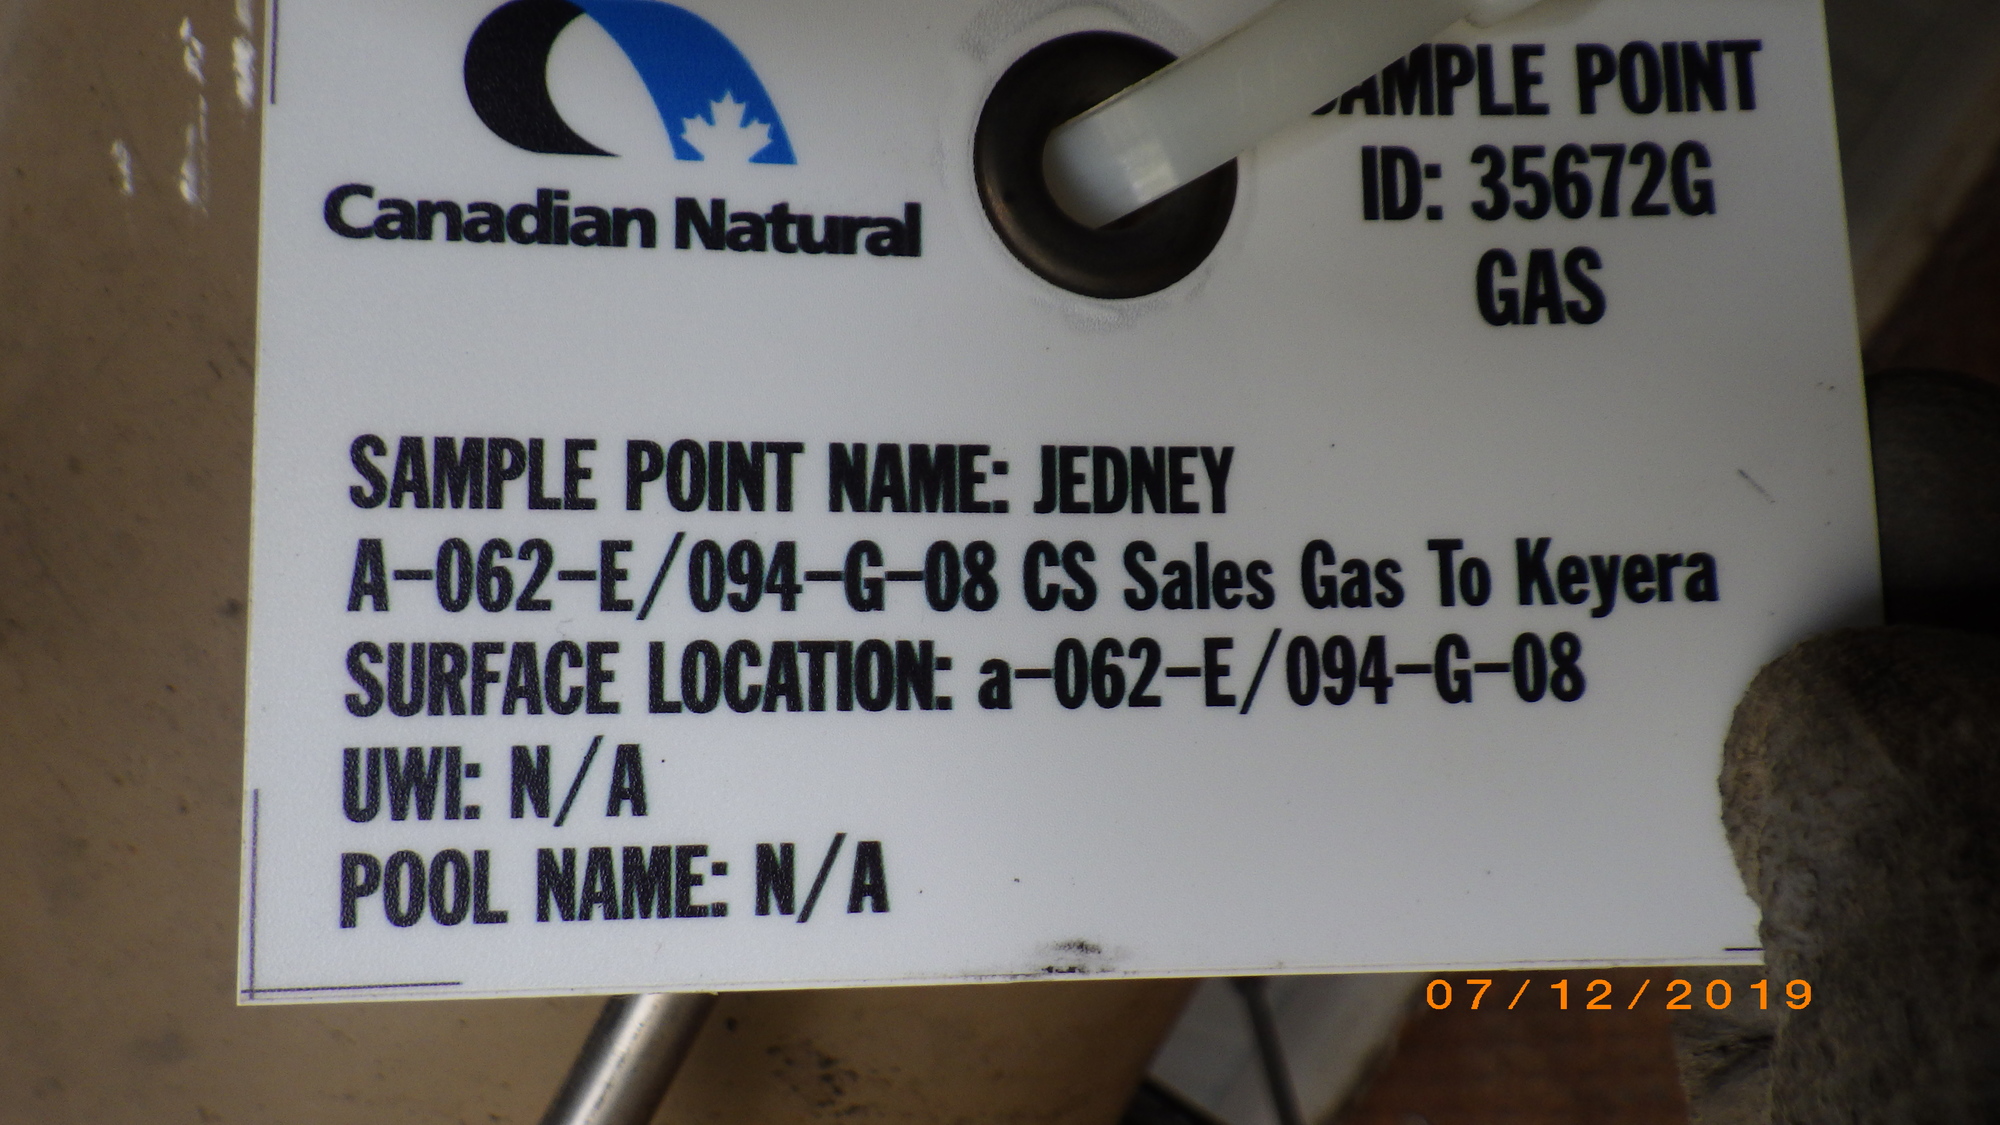 Canadian Natural
SAMPLE POINT
ID: 35672G
GAS
SAMPLE POINT NAME: JEDNEY
A-062-E/094-G-08 CS Sales Gas To Keyera
SURFACE LOCATION: a-062-E/094-G-08
UWI: N/A
POOL NAME: N/A
07/12/2019